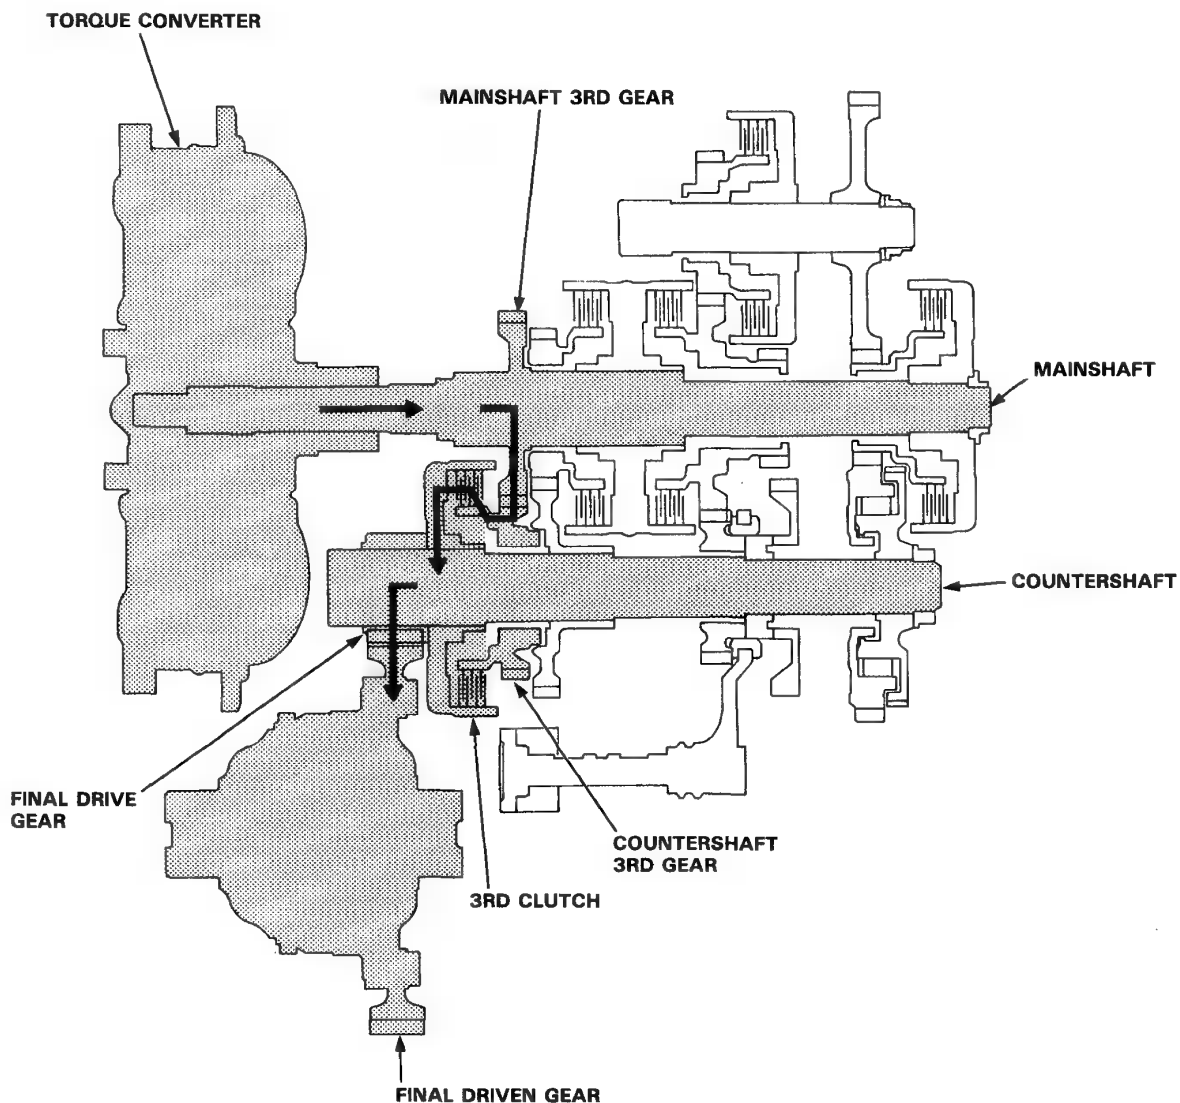 TORQUE CONVERTER
MAINSHAFT 3RD GEAR
MAINSHAFT
COUNTERSHAFT
FINAL DRIVE
GEAR
COUNTERSHAFT
3RD GEAR
3RD CLUTCH
FINAL DRIVEN GEAR